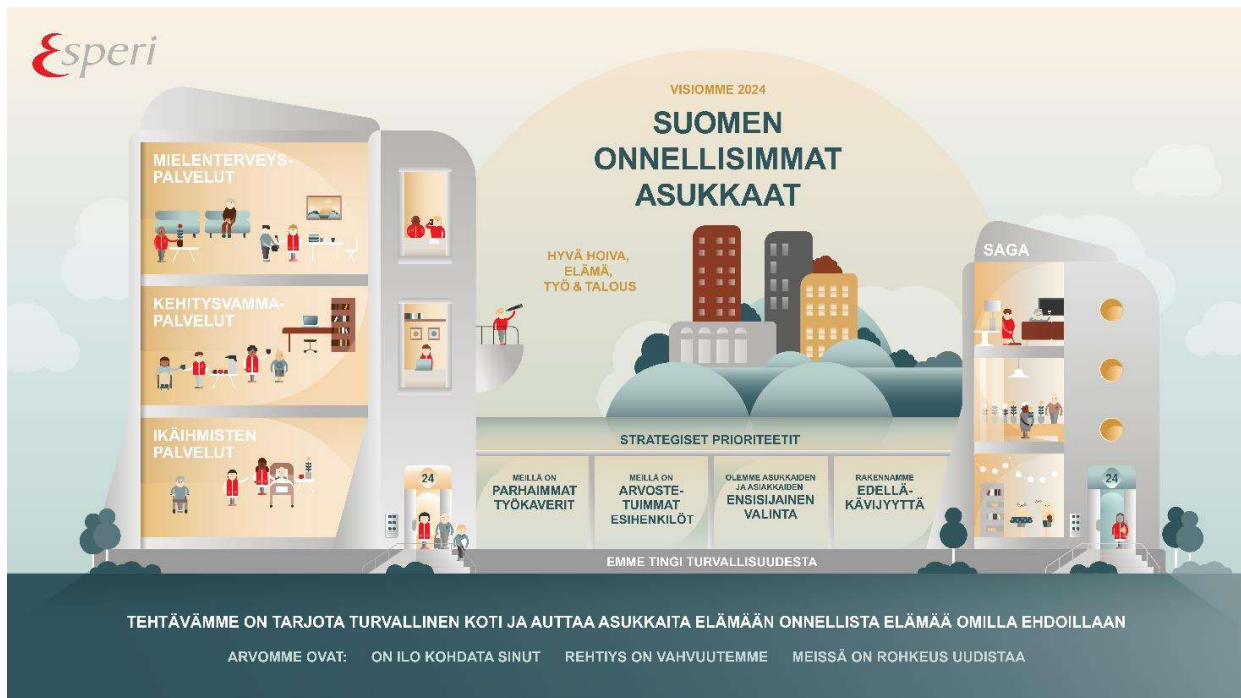 Esperi
VISIOMME 2024
SUOMEN
ONNELLISIMMAT
ASUKKAAT
HYVÄ HOIVA,
ELÄMÄ,
TYÖ & TALOUS
MIELENTERVEYS-
PALVELUT
KEHITYSVAMMA-
PALVELUT
IKÄIHMISTEN
PALVELUT
24
SAGA
24
STRATEGISET PRIORITEETIT
MEILLÄ ON
PARHAIMMAT
TYÖKAVERIT
MEILLÄ ON
ARVOSTE-
TUIMMAT
ESIHENKILÖT
OLEMME ASUKKAIDEN
JA ASIAKKAIDEN
ENSISIJAINEN
VALINTA
RAKENNAMME
EDELLÄ-
KÄVIJYYTTÄ
EMME TINGI TURVALLISUUDESTA
TEHTÄVÄMME ON TARJOTA TURVALLINEN KOTI JA AUTTAA ASUKKAITA ELÄMÄÄN ONNELLISTA ELÄMÄÄ OMILLA EHDOILLAAN
ARVOMME OVAT: ON ILO KOHDATA SINUT REHTIYS ON VAHVUUTEMME MEISSÄ ON ROHKEUS UUDISTAA